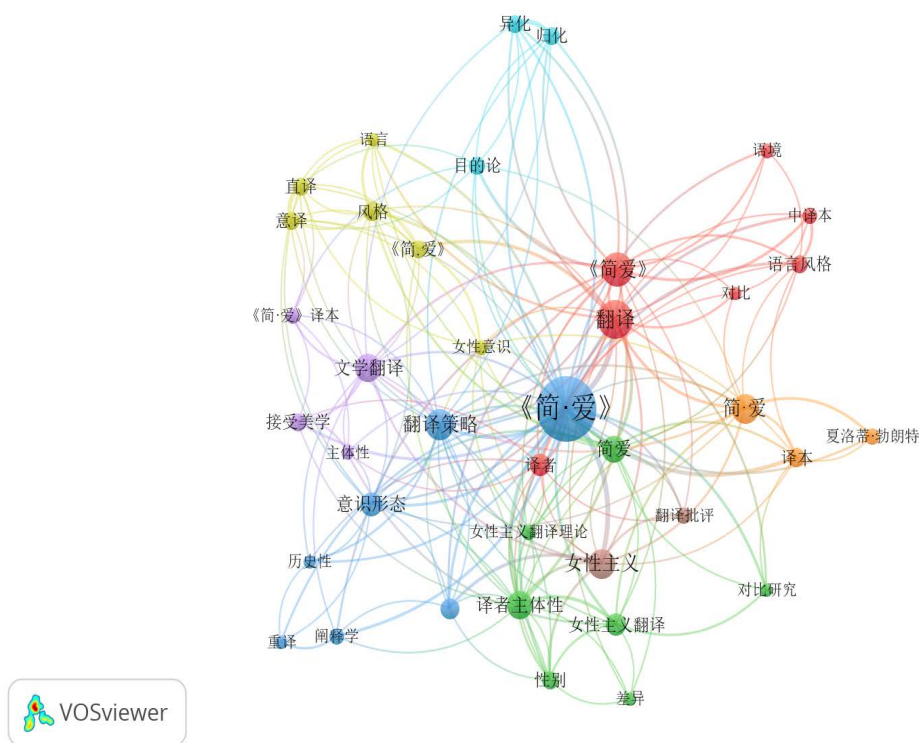 异化
归化
语言
目的论
语境
直译
意译
风格
中译本
《简.爱》
《简爱》
语言风格
对比
《简·爱》译本
翻译
女性意识
文学翻译
《简·爱》
简·爱
接受美学
翻译策略
夏洛蒂·勃朗特
主体性
简爱
译者
译本
意识形态
翻译批评
女性主义翻译理论
历史性
女性主义
对比研究
译者主体性
女性主义翻译
重译
阐释学
性别
差异
VOSviewer